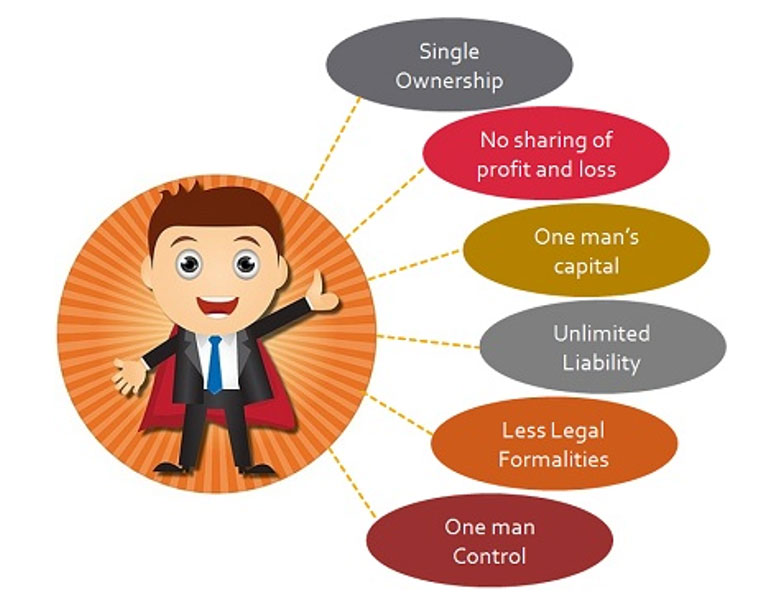 Single
Ownership
No sharing of
profit and loss
One man's
capital
Unlimited
Liability
Less Legal
Formalities
One man
Control